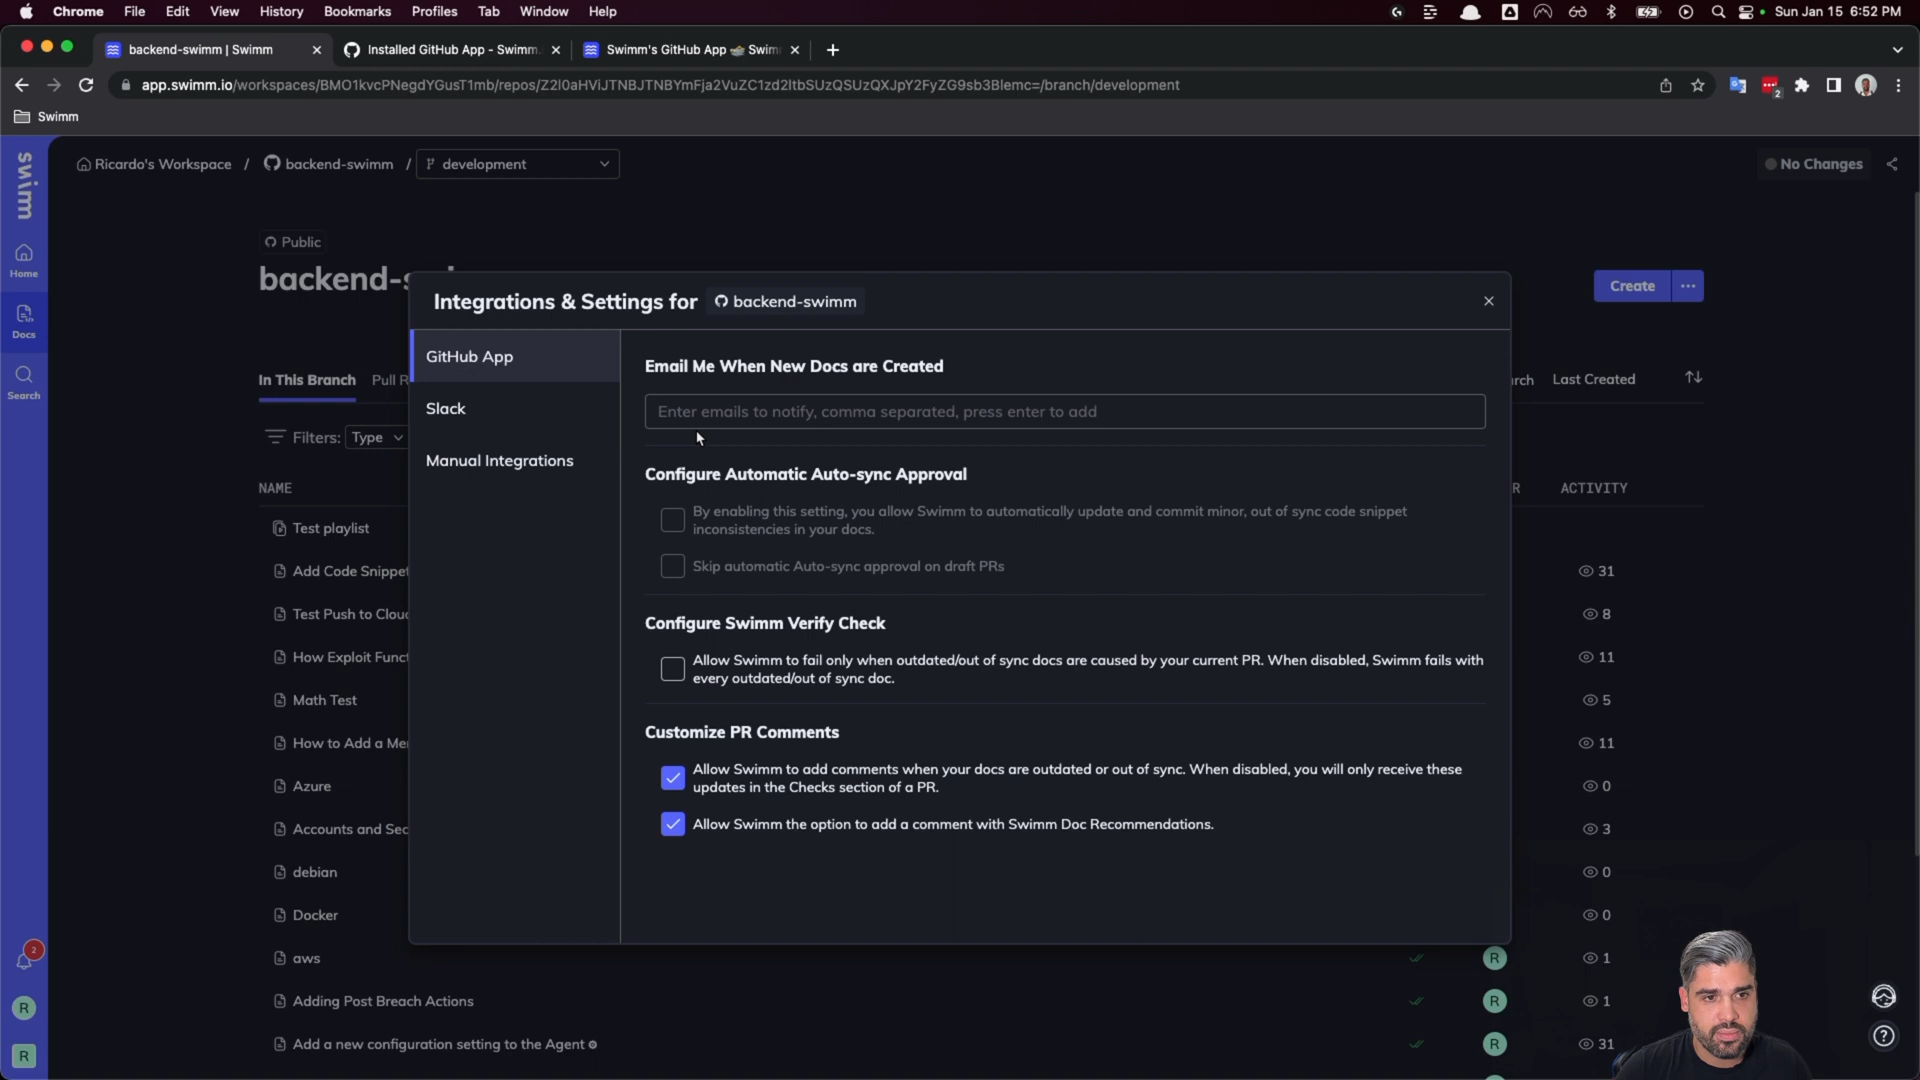 Chrome File Edit View History Bookmarks Profiles Tab Window Help Sun Jan 15 6:52 PM
backend-swimm | Swimm Installed GitHub App - Swimm. Swimm's GitHub App Swim
app.swimm.io/workspaces/BMO1kvcPNegdYGusT1mb/repos/Z2l0aHViJTNBJTNBYmFja2VuZC1zd2ltbSUzQSUzQXJpY2FyZG9sb3Blemc=/branch/development
2
Swimm
swimm
Ricardo's Workspace / backend-swimm / development No Changes
Public
backend-s
Create
Home
Docs
Search
In This Branch Pull R
rch Last Created
Filters: Type
NAME
R ACTIVITY
Integrations & Settings for backend-swimm
GitHub App
Slack
Manual Integrations
Email Me When New Docs are Created
Enter emails to notify, comma separated, press enter to add
Configure Automatic Auto-sync Approval
By enabling this setting, you allow Swimm to automatically update and commit minor, out of sync code snippet
inconsistencies in your docs.
Skip automatic Auto-sync approval on draft PRs
Configure Swimm Verify Check
Allow Swimm to fail only when outdated/out of sync docs are caused by your current PR. When disabled, Swimm fails with
every outdated/out of sync doc.
Customize PR Comments
Allow Swimm to add comments when your docs are outdated or out of sync. When disabled, you will only receive these
updates in the Checks section of a PR.
Allow Swimm the option to add a comment with Swimm Doc Recommendations.
Test playlist
Add Code Snippet 31
Test Push to Clou 8
How Exploit Funct 11
Math Test 5
How to Add a Me 11
Azure 0
Accounts and Sec 3
debian 0
Docker 0
aws R 1
Adding Post Breach Actions R 1
Add a new configuration setting to the Agent R 31
2
R
R